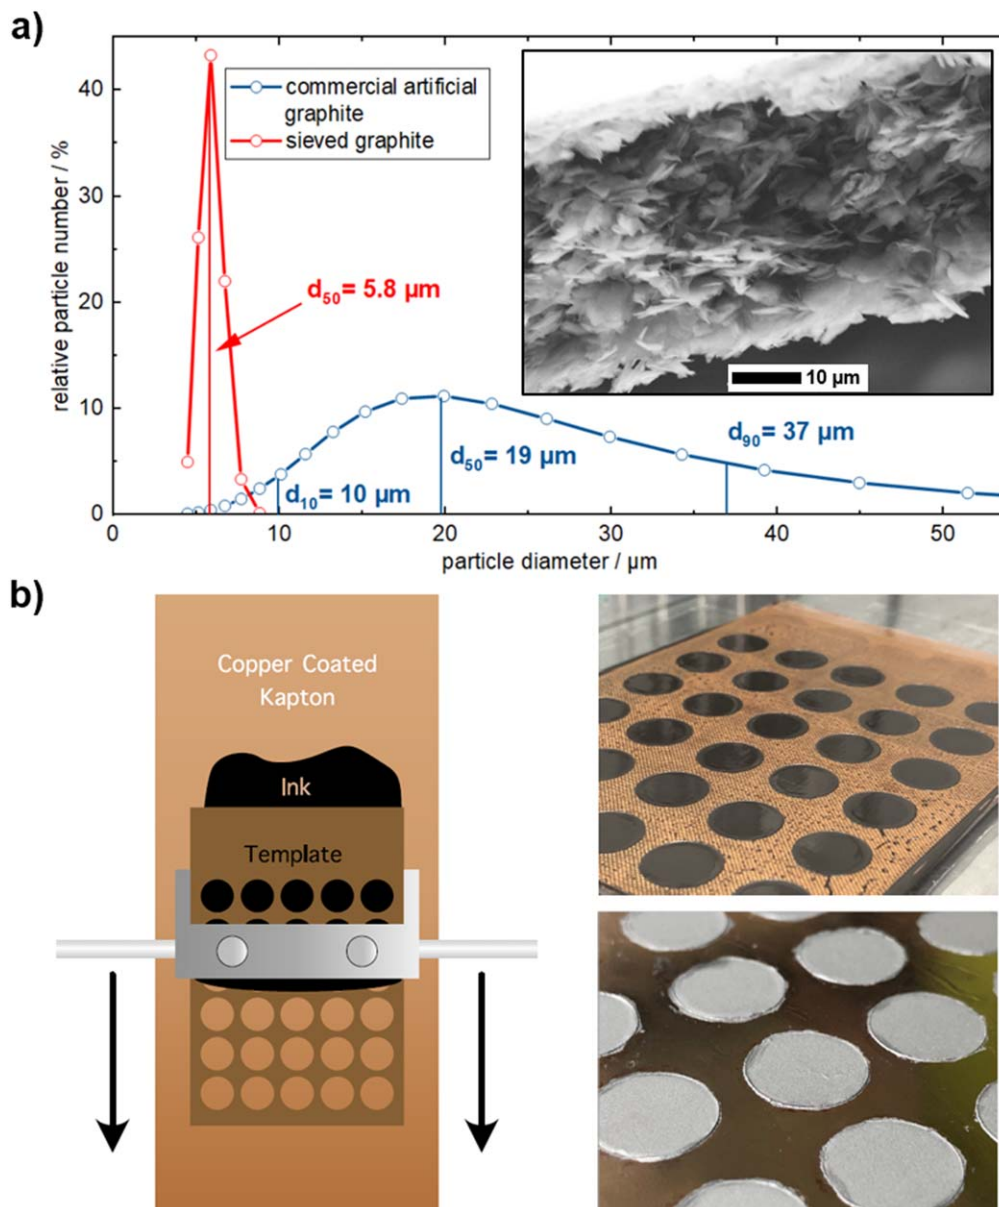 a)
40
30
20
10
0
relative particle number / %
commercial artificial
graphite
sieved graphite
d50= 5.8 µm
d10= 10 µm
d50= 19 µm
d90= 37 µm
10 µm
0
10
20
30
40
50
particle diameter / µm
b)
Copper Coated
Kapton
Ink
Template